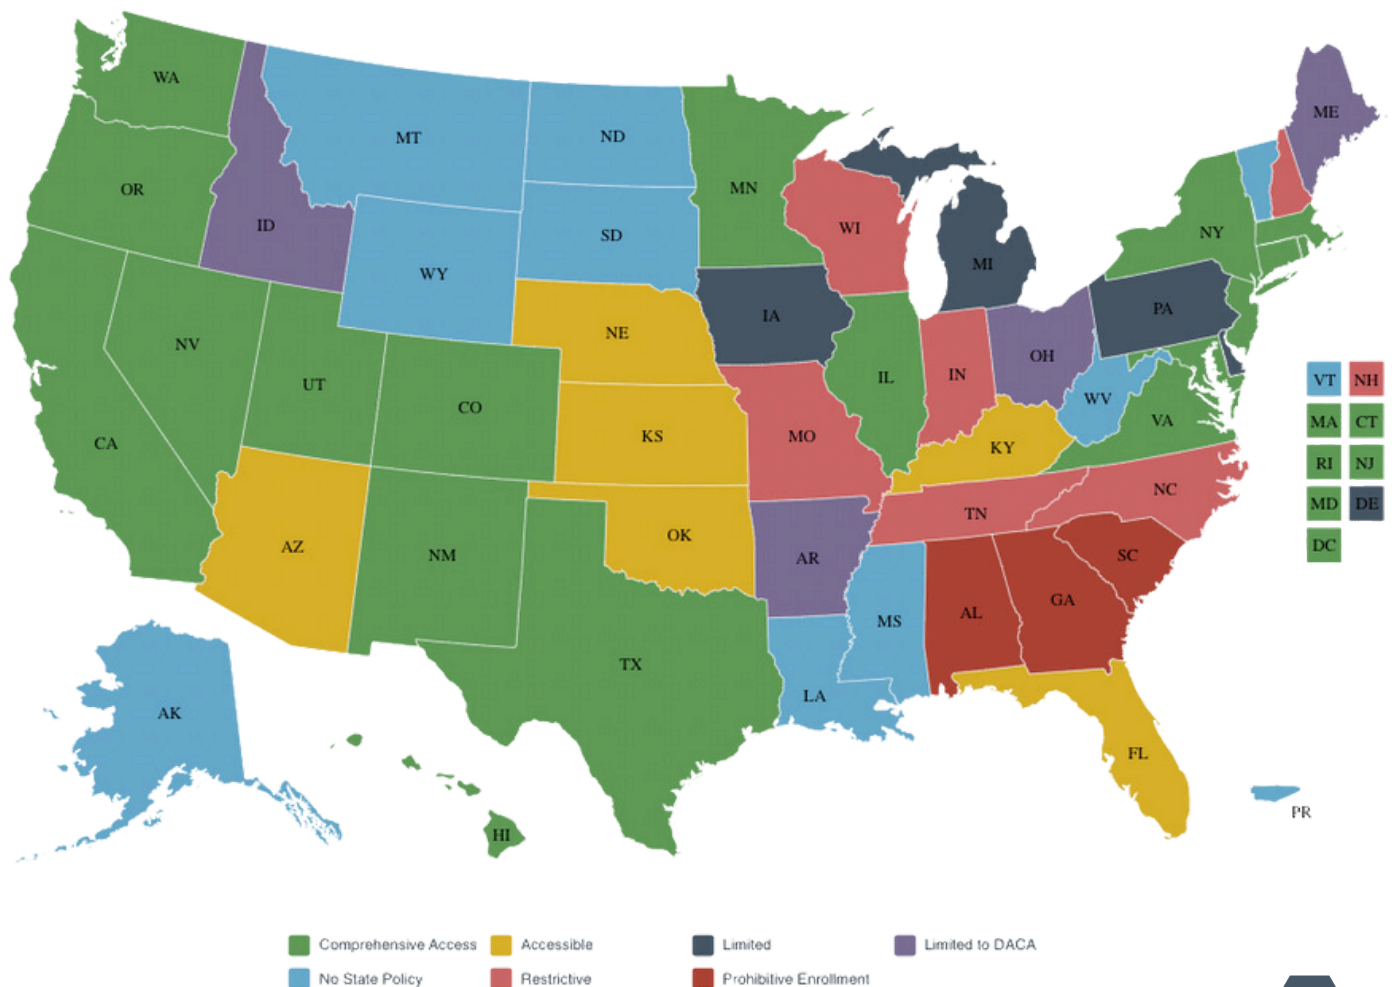 WA
MT
ND
MN
ME
OR
ID
SD
WI
NY
WY
MI
IA
PA
NE
NV
UT
OH
IL
IN
CO
WV
VT NH
CA
KS
MO
KY
VA
MA CT
RI NJ
NC
MD DE
TN
DC
AZ
NM
OK
AR
SC
GA
AL
MS
TX
LA
AK
FL
PR
HI
Comprehensive Access Accessible Limited Limited to DACA
No State Policy Restrictive Prohibitive Enrollment